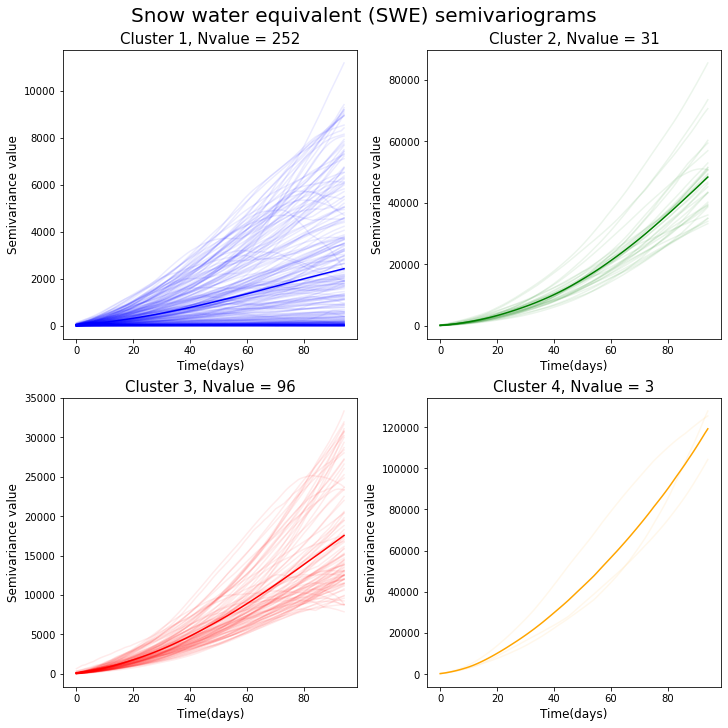 Snow water equivalent (SWE) semivariograms
Cluster 1, Nvalue = 252
Semivariance value
10000
8000
6000
4000
2000
0
0 20 40 60 80
Time(days)
Cluster 2, Nvalue = 31
Semivariance value
80000
60000
40000
20000
0
0 20 40 60 80
Time(days)
Cluster 3, Nvalue = 96
Semivariance value
35000
30000
25000
20000
15000
10000
5000
0
0 20 40 60 80
Time(days)
Cluster 4, Nvalue = 3
Semivariance value
120000
100000
80000
60000
40000
20000
0
0 20 40 60 80
Time(days)